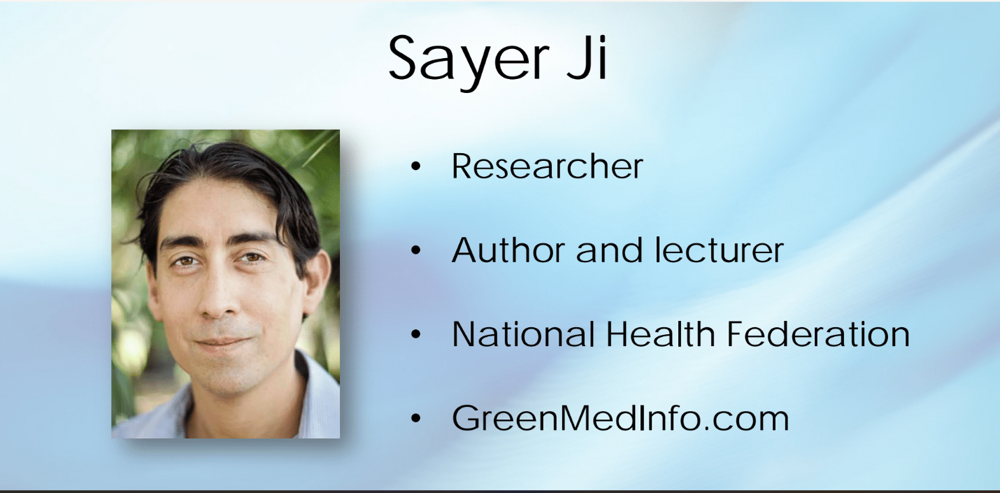 Sayer Ji
• Researcher
• Author and lecturer
• National Health Federation
• GreenMedInfo.com